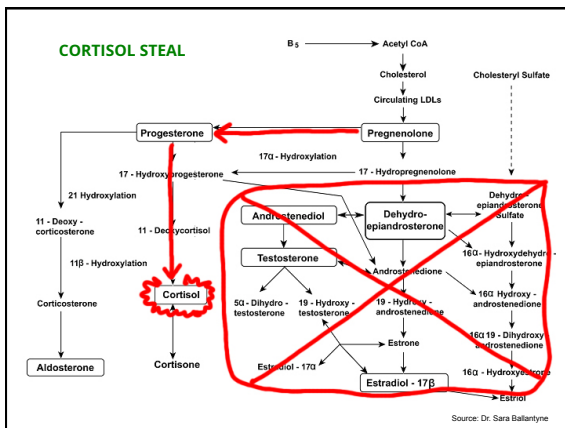 CORTISOL STEAL
B5
Acetyl CoA
Cholesterol
Cholesteryl Sulfate
Circulating LDLs
Progesterone
Pregnenolone
17α - Hydroxylation
17 - Hydroxyprogesterone
17 - Hydropregnenolone
21 Hydroxylation
11 - Deoxy -
corticosterone
11 - Deoxycortisol
Androstenediol
Dehydro-
epiandrosterone
Dehydro-
epiandrosterone
Sulfate
11β - Hydroxylation
Testosterone
Androstenedione
16α - Hydroxydehydro -
epiandrosterone
Corticosterone
Cortisol
5α - Dihydro -
testosterone
19 - Hydroxy -
testosterone
19 - Hydroxy -
androstenedione
16α Hydroxy -
androstenedione
16α 19 - Dihydroxy
androstenedione
Estrone
Aldosterone
Cortisone
Estradiol - 17α
Estradiol - 17β
16α - Hydroxyestrone
Estriol
Source: Dr. Sara Ballantyne